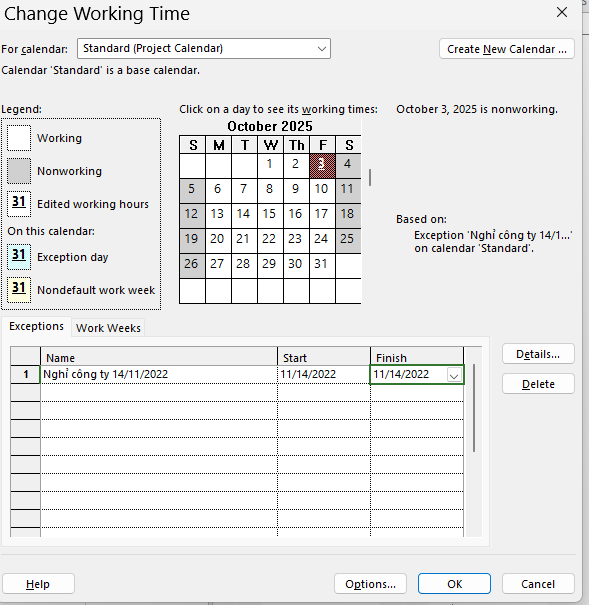 Change Working Time
For calendar: Standard (Project Calendar)
Create New Calendar ...
Calendar 'Standard' is a base calendar.
Legend:
Working
Nonworking
31 Edited working hours
On this calendar:
31 Exception day
31 Nondefault work week
Click on a day to see its working times:
October 2025
S M T W Th F S
1 2 3 4
5 6 7 8 9 10 11
12 13 14 15 16 17 18
19 20 21 22 23 24 25
26 27 28 29 30 31
October 3, 2025 is nonworking.
Based on:
Exception 'Nghỉ công ty 14/1...'
on calendar 'Standard'.
Exceptions Work Weeks
Name Start Finish
1 Nghỉ công ty 14/11/2022 11/14/2022 11/14/2022
Details...
Delete
Help Options... OK Cancel